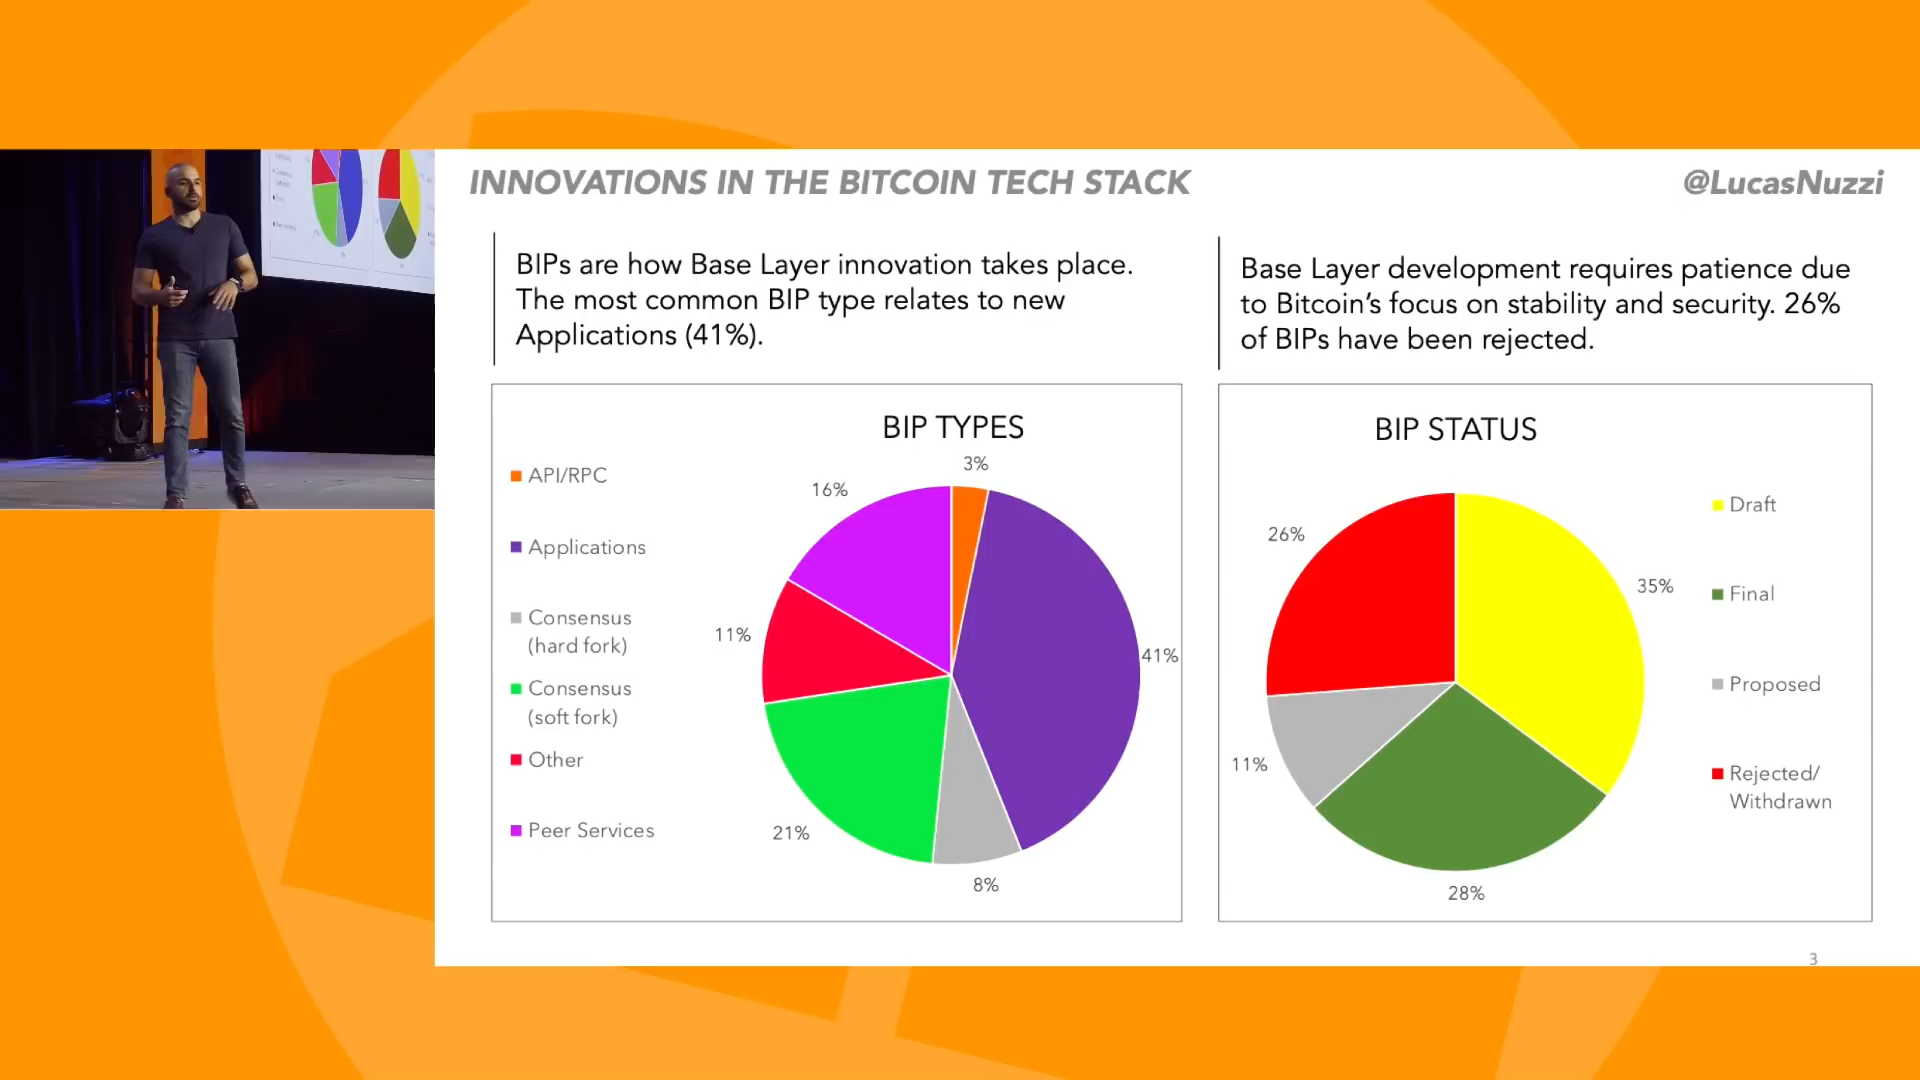 INNOVATIONS IN THE BITCOIN TECH STACK
@LucasNuzzi
BIPs are how Base Layer innovation takes place.
The most common BIP type relates to new
Applications (41%).
Base Layer development requires patience due
to Bitcoin's focus on stability and security. 26%
of BIPs have been rejected.
BIP TYPES
API/RPC
Applications
Consensus
(hard fork)
Consensus
(soft fork)
Other
Peer Services
3%
16%
11%
41%
21%
8%
BIP STATUS
26%
35%
11%
28%
Draft
Final
Proposed
Rejected/
Withdrawn
3